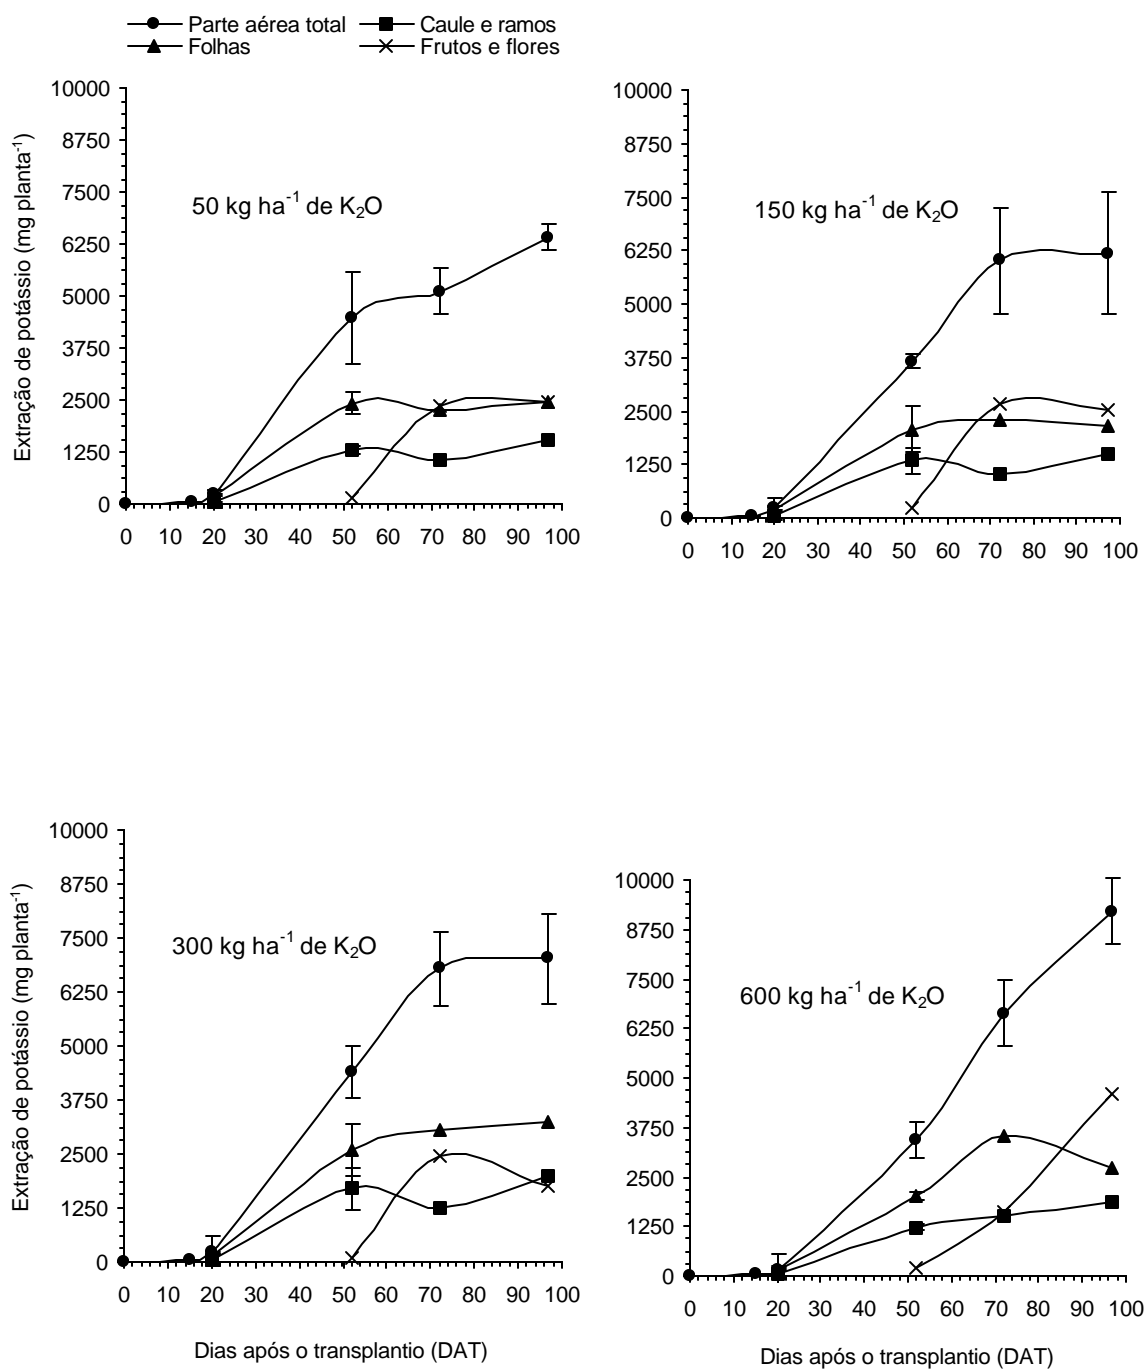 Parte aérea total Caule e ramos
Folhas Frutos e flores
10000
8750
7500
6250
5000
3750
2500
1250
0
0 10 20 30 40 50 60 70 80 90 100
Extração de potássio (mg planta⁻¹)
50 kg ha⁻¹ de K₂O
10000
8750
7500
6250
5000
3750
2500
1250
0
0 10 20 30 40 50 60 70 80 90 100
150 kg ha⁻¹ de K₂O
10000
8750
7500
6250
5000
3750
2500
1250
0
0 10 20 30 40 50 60 70 80 90 100
Extração de potássio (mg planta⁻¹)
300 kg ha⁻¹ de K₂O
Dias após o transplantio (DAT)
10000
8750
7500
6250
5000
3750
2500
1250
0
0 10 20 30 40 50 60 70 80 90 100
600 kg ha⁻¹ de K₂O
Dias após o transplantio (DAT)